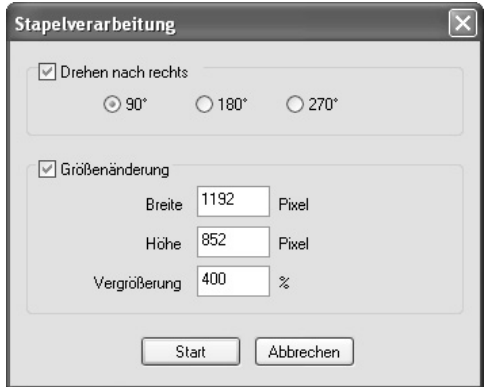 Stapelverarbeitung
Drehen nach rechts
90° 180° 270°
Größenänderung
Breite 1192 Pixel
Höhe 852 Pixel
Vergrößerung 400 %
Start Abbrechen